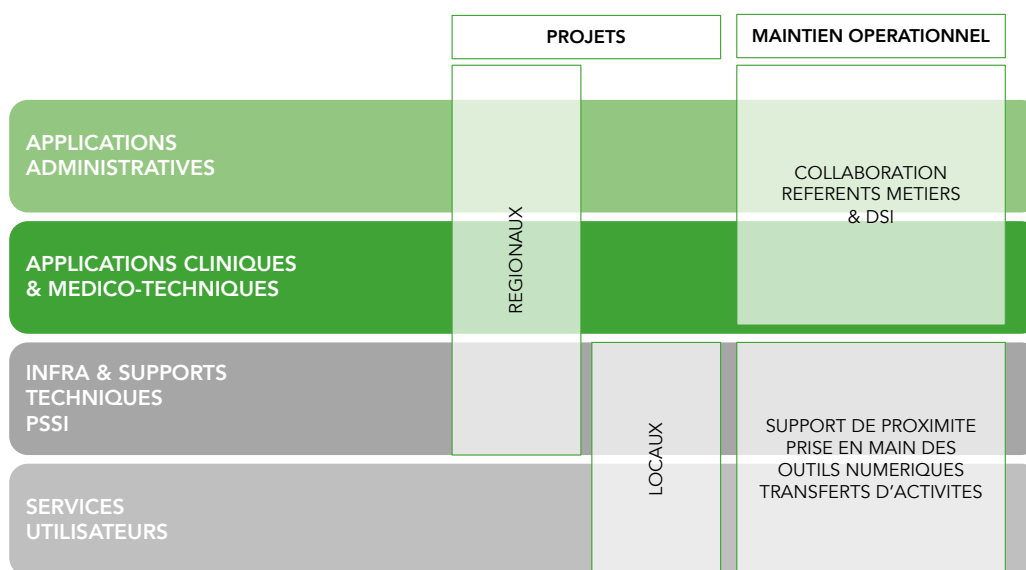 PROJETS
MAINTIEN OPERATIONNEL
APPLICATIONS
ADMINISTRATIVES
COLLABORATION
REFERENTS METIERS
& DSI
REGIONAUX
APPLICATIONS CLINIQUES
& MEDICO-TECHNIQUES
INFRA & SUPPORTS
TECHNIQUES
PSSI
LOCAUX
SUPPORT DE PROXIMITE
PRISE EN MAIN DES
OUTILS NUMERIQUES
TRANSFERTS D’ACTIVITES
SERVICES
UTILISATEURS